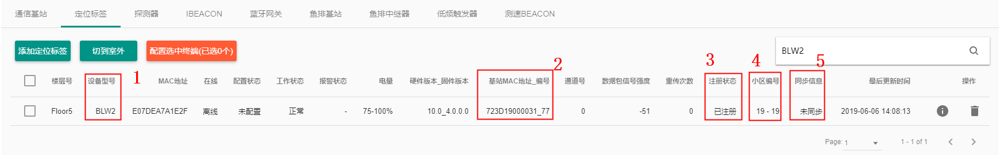 通信基站 定位标签 探测器 IBEACON 蓝牙网关 鱼排基站 鱼排中继器 低频触发器 测速BEACON
添加定位标签 切到室外 配置选中终端(已选0个) BLW2
1 2 3 4 5
楼层号 设备型号 MAC地址 在线 配置状态 工作状态 报警状态 电量 硬件版本_固件版本 基站MAC地址_编号 通道号 数据包信号强度 重传次数 注册状态 小区编号 同步信息 最后更新时间 操作
Floor5 BLW2 E07DEA7A1E2F 离线 未配置 正常 - 75-100% 10.0_4.0.0.0 723D19000031_77 0 -51 0 已注册 19 - 19 未同步 2019-06-06 14:08:13
Page: 1 1 - 1 of 1